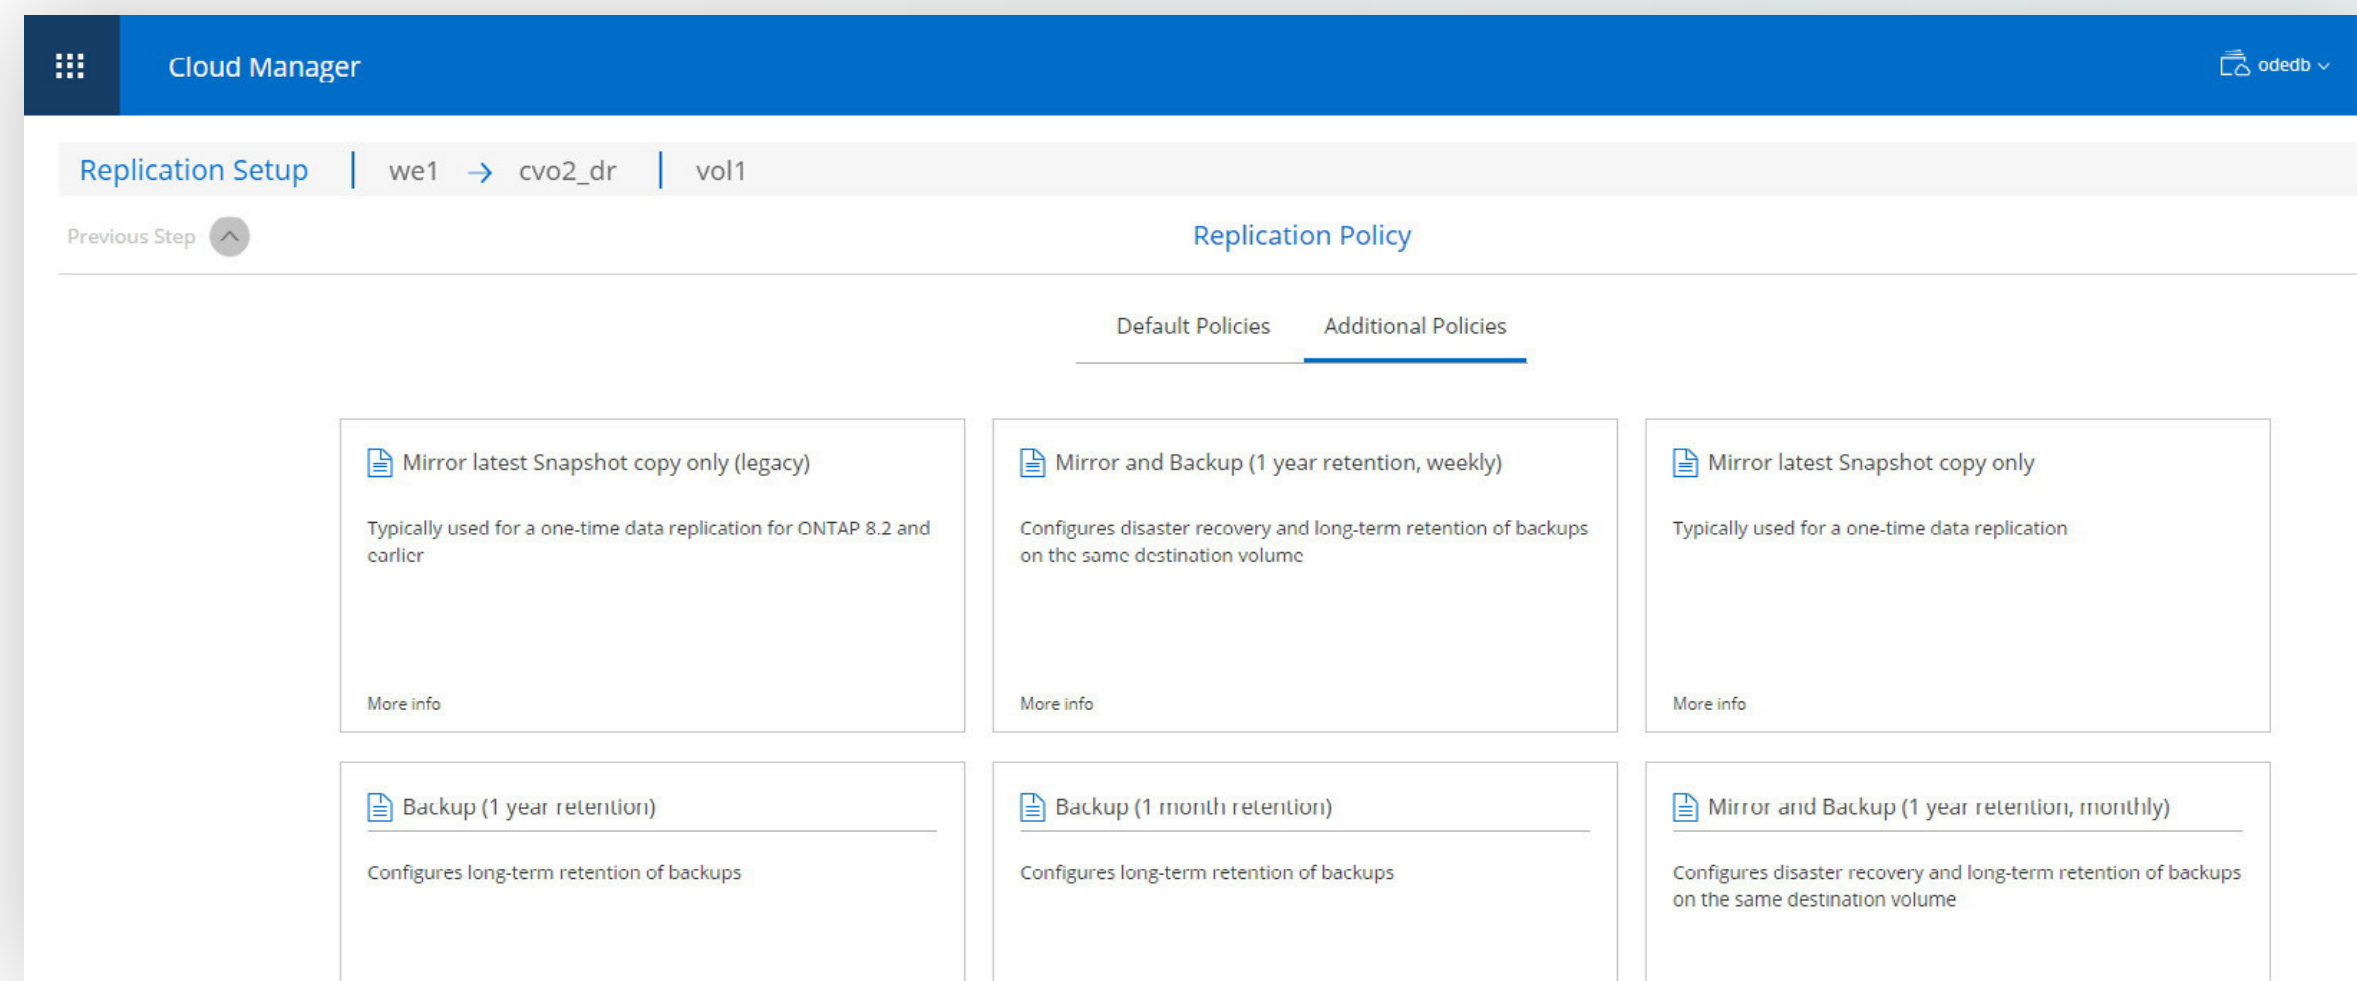 Cloud Manager
odedb
Replication Setup
we1 → cvo2_dr
vol1
Previous Step
Replication Policy
Default Policies
Additional Policies
Mirror latest Snapshot copy only (legacy)
Typically used for a one-time data replication for ONTAP 8.2 and
earlier
More info
Mirror and Backup (1 year retention, weekly)
Configures disaster recovery and long-term retention of backups
on the same destination volume
More info
Mirror latest Snapshot copy only
Typically used for a one-time data replication
More info
Backup (1 year retention)
Configures long-term retention of backups
Backup (1 month retention)
Configures long-term retention of backups
Mirror and Backup (1 year retention, monthly)
Configures disaster recovery and long-term retention of backups
on the same destination volume